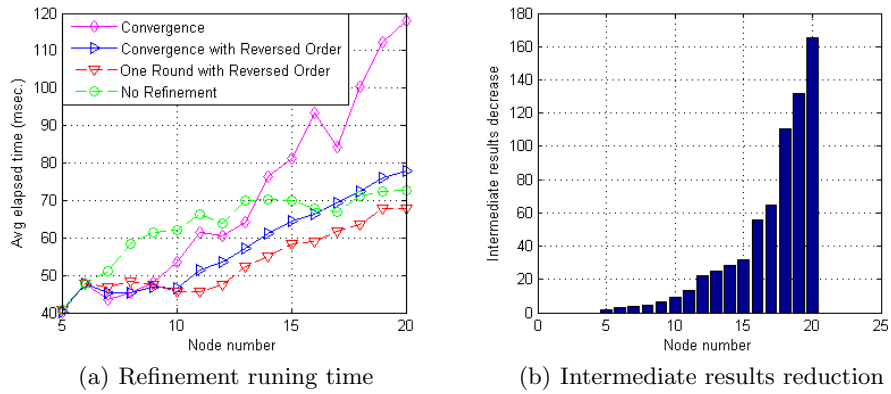 120
110
100
90
80
70
60
50
40
5
10
15
20
Avg elapsed time (msec.)
Node number
Convergence
Convergence with Reversed Order
One Round with Reversed Order
No Refinement
(a) Refinement runing time
180
160
140
120
100
80
60
40
20
0
0
5
10
15
20
25
Intermediate results decrease
Node number
(b) Intermediate results reduction